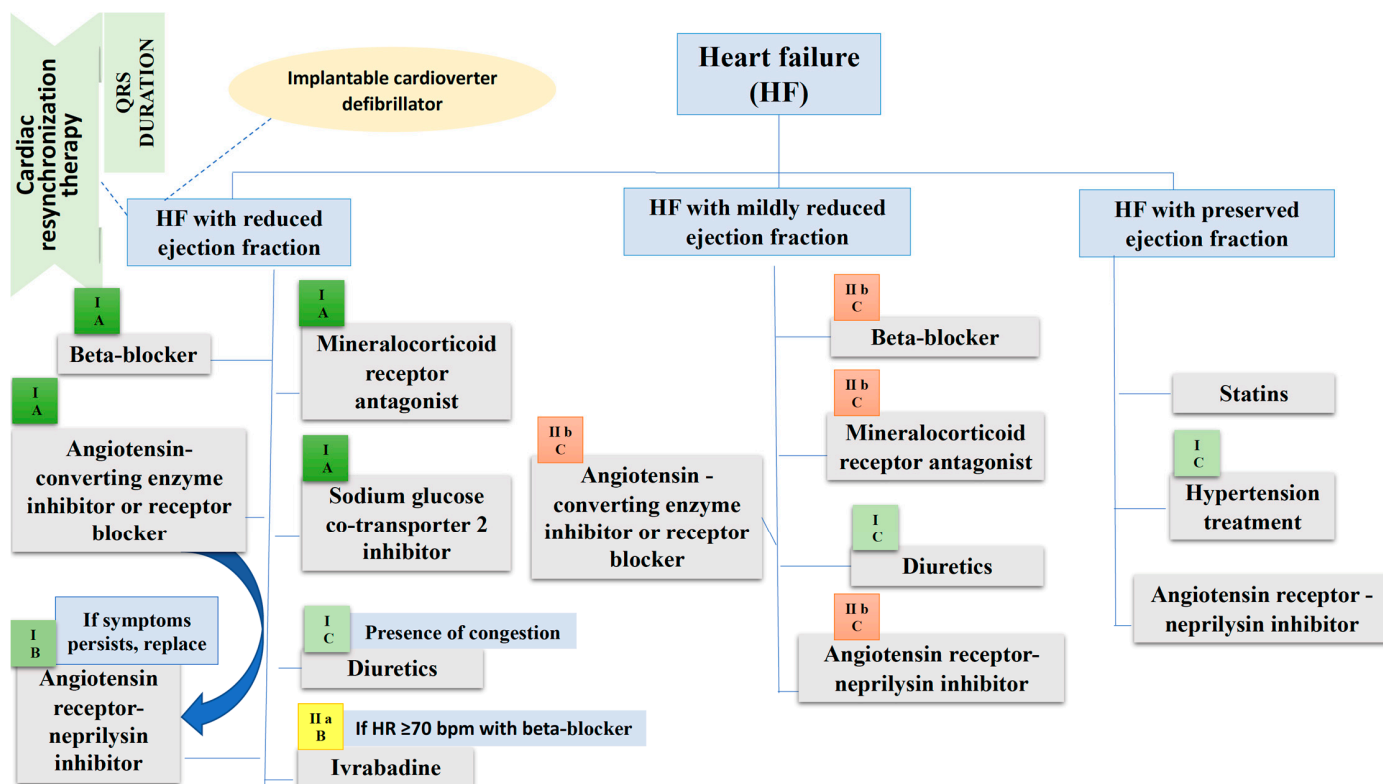 Cardiac
resynchronization
therapy
QRS
DURATION
Implantable cardioverter
defibrillator
Heart failure
(HF)
HF with reduced
ejection fraction
HF with mildly reduced
ejection fraction
HF with preserved
ejection fraction
I
A
Beta-blocker
I
A
Angiotensin-
converting enzyme
inhibitor or receptor
blocker
If symptoms
persists, replace
I
B
Angiotensin
receptor-
neprilysin
inhibitor
I
A
Mineralocorticoid
receptor
antagonist
I
A
Sodium glucose
co-transporter 2
inhibitor
I
C
Presence of congestion
Diuretics
II a
B
If HR ≥70 bpm with beta-blocker
Ivrabadine
II b
C
Angiotensin -
converting enzyme
inhibitor or receptor
blocker
II b
C
Beta-blocker
II b
C
Mineralocorticoid
receptor antagonist
I
C
Diuretics
II b
C
Angiotensin receptor-
neprilysin inhibitor
Statins
I
C
Hypertension
treatment
Angiotensin receptor -
neprilysin inhibitor